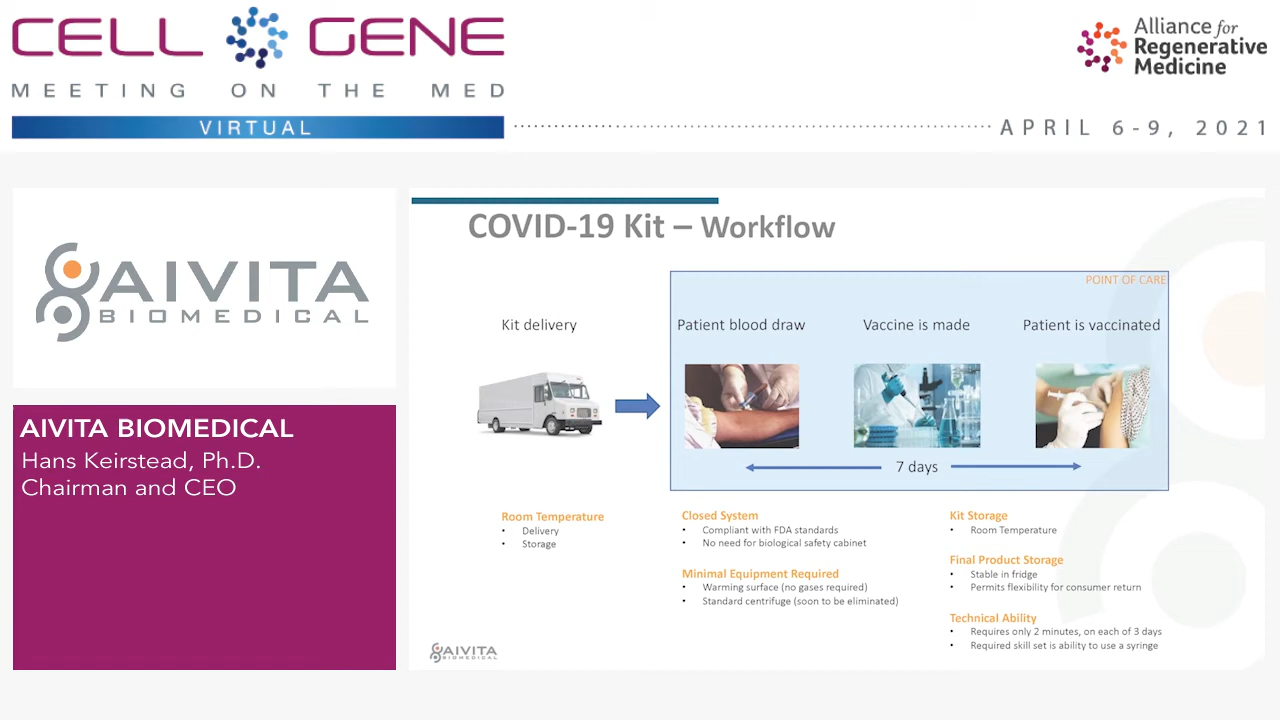 CELL GENE
MEETING ON THE MED
VIRTUAL
APRIL 6-9, 2021
Alliance for
Regenerative
Medicine
AIVITA
BIOMEDICAL
AIVITA BIOMEDICAL
Hans Keirstead, Ph.D.
Chairman and CEO
COVID-19 Kit – Workflow
POINT OF CARE
Kit delivery
Patient blood draw
Vaccine is made
Patient is vaccinated
7 days
Room Temperature
• Delivery
• Storage
Closed System
• Compliant with FDA standards
• No need for biological safety cabinet
Minimal Equipment Required
• Warming surface (no gases required)
• Standard centrifuge (soon to be eliminated)
Kit Storage
• Room Temperature
Final Product Storage
• Stable in fridge
• Permits flexibility for consumer return
Technical Ability
• Requires only 2 minutes, on each of 3 days
• Required skill set is ability to use a syringe
AIVITA
BIOMEDICAL